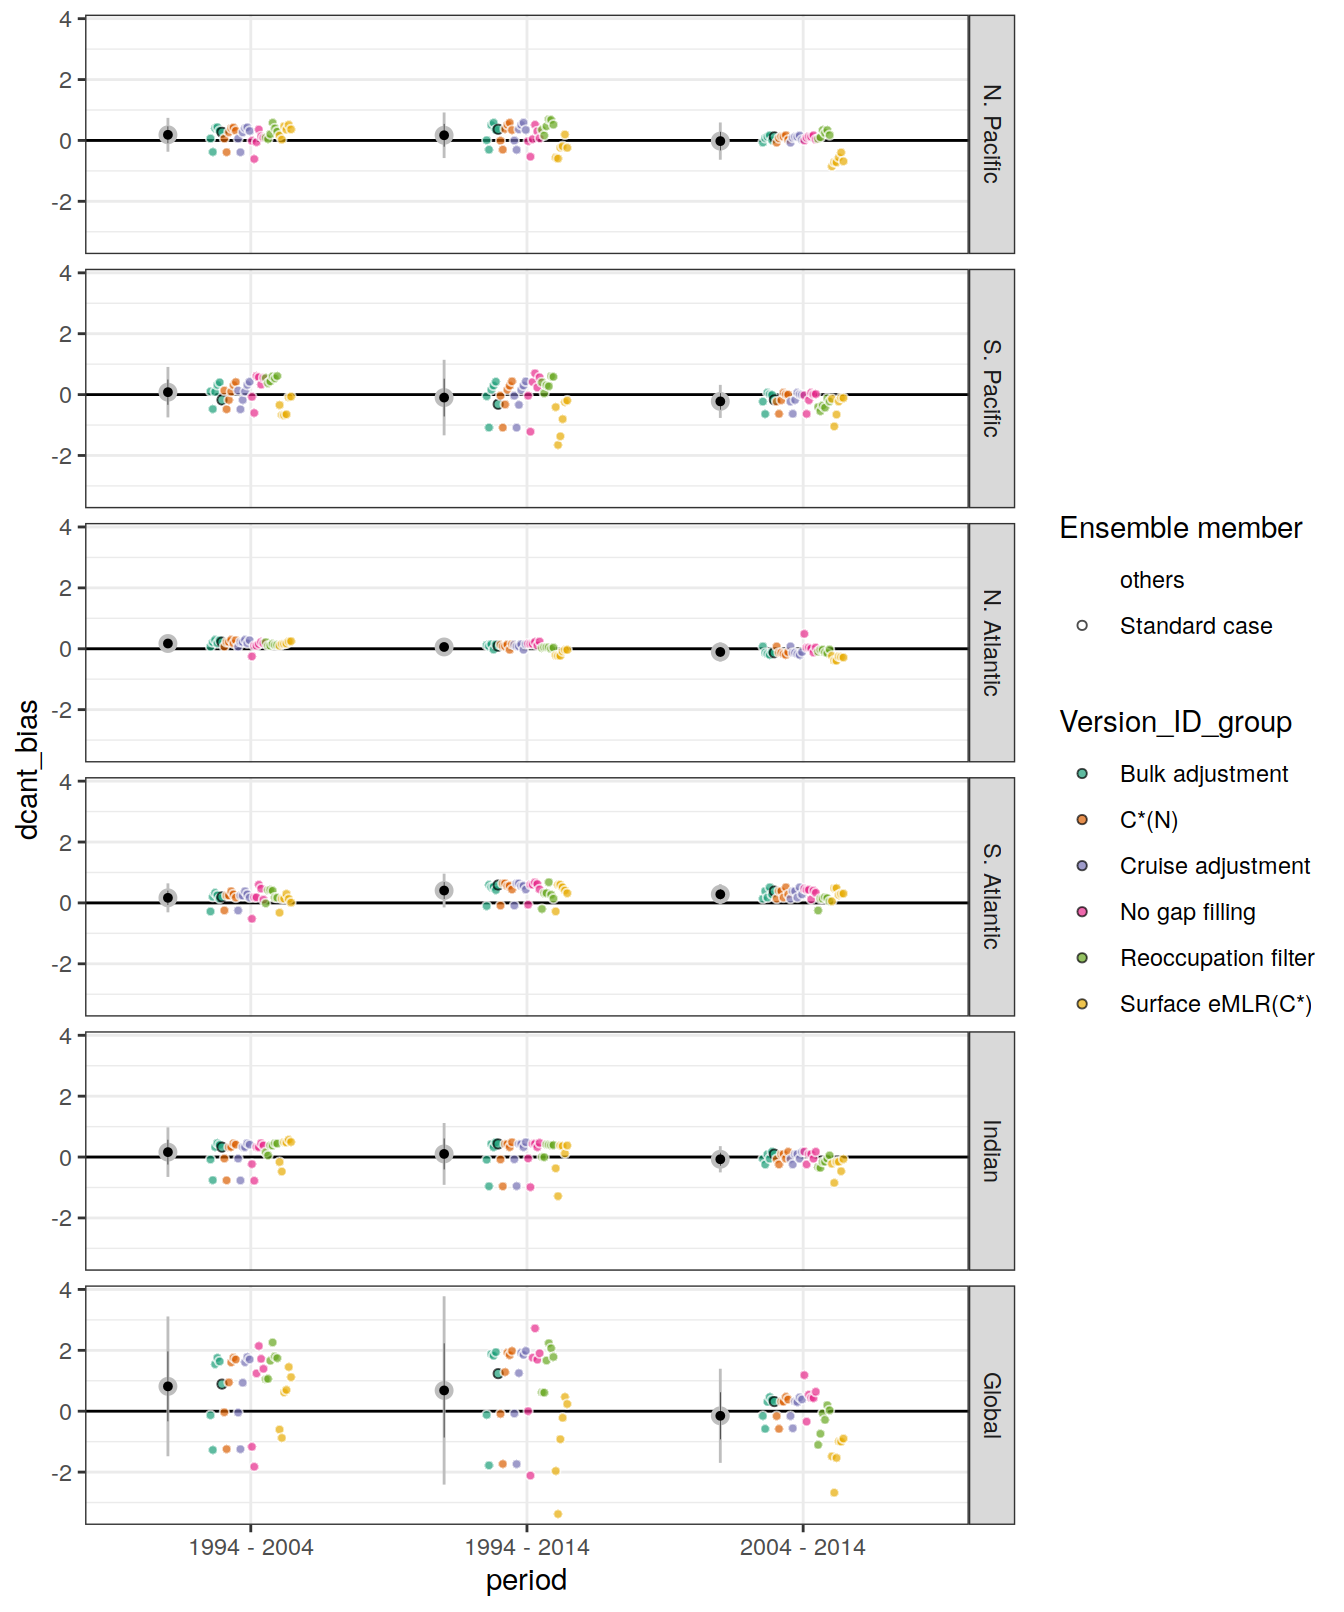 4
2
0
-2
N. Pacific
4
2
0
-2
S. Pacific
4
2
0
-2
N. Atlantic
4
2
0
-2
S. Atlantic
4
2
0
-2
Indian
4
2
0
-2
Global
dcant_bias
1994 - 2004
1994 - 2014
2004 - 2014
period
Ensemble member
others
Standard case
Version_ID_group
Bulk adjustment
C*(N)
Cruise adjustment
No gap filling
Reoccupation filter
Surface eMLR(C*)